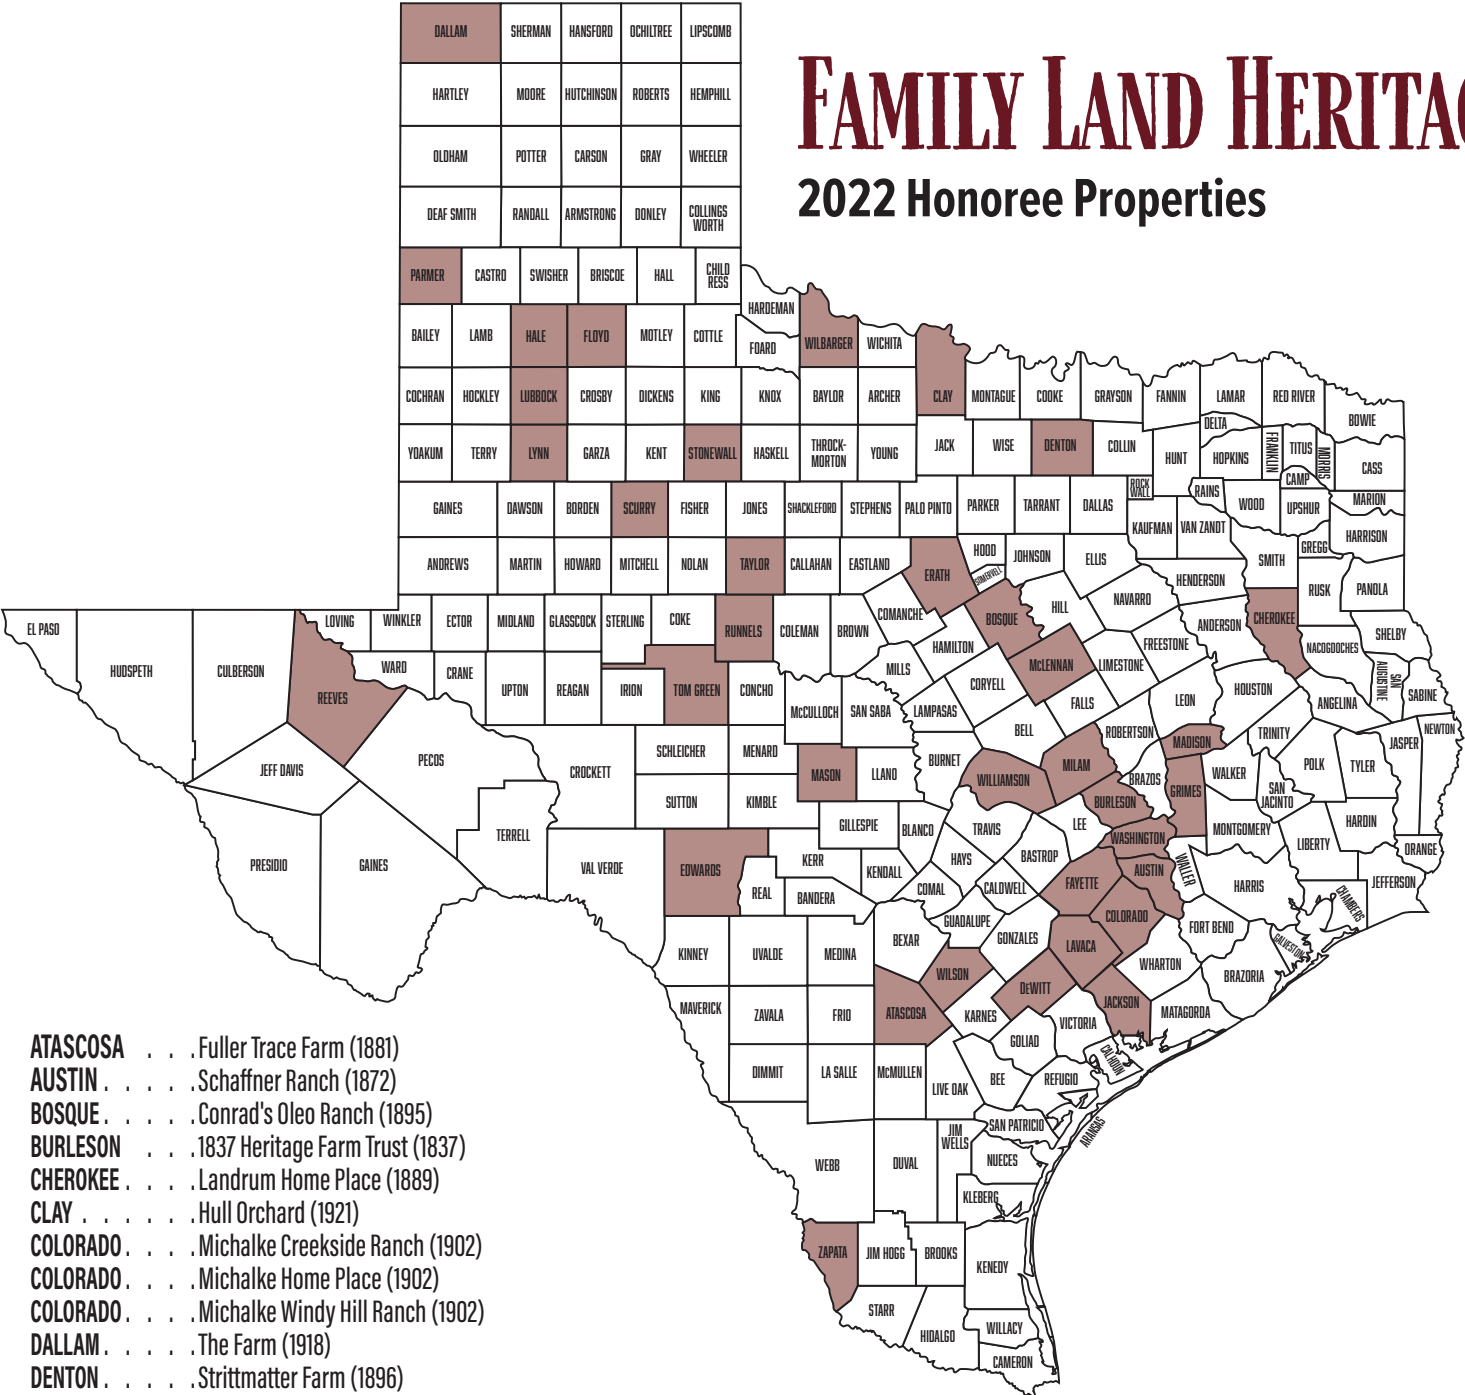 FAMILY LAND HERITAG
2022 Honoree Properties
DALLAM SHERMAN HANSFORD OCHILTREE LIPSCOMB
HARTLEY MOORE HUTCHINSON ROBERTS HEMPHILL
OLDHAM POTTER CARSON GRAY WHEELER
DEAF SMITH RANDALL ARMSTRONG DONLEY COLLINGS
WORTH
PARMER CASTRO SWISHER BRISCOE HALL CHILD
RESS
HARDEMAN
BAILEY LAMB HALE FLOYD MOTLEY COTTLE FOARD WILBARGER WICHITA
COCHRAN HOCKLEY LUBBOCK CROSBY DICKENS KING KNOX BAYLOR ARCHER CLAY MONTAGUE COOKE GRAYSON FANNIN LAMAR RED RIVER
BOWIE
DELTA
YOAKUM TERRY LYNN GARZA KENT STONEWALL HASKELL THROCK-
MORTON YOUNG JACK WISE DENTON COLLIN HUNT HOPKINS FRANKLIN TITUS MORRIS CASS
CAMP
GAINES DAWSON BORDEN SCURRY FISHER JONES SHACKLEFORD STEPHENS PALO PINTO PARKER TARRANT DALLAS ROCK
WALL RAINS WOOD UPSHUR MARION
KAUFMAN VAN ZANDT HARRISON
GREGG
ANDREWS MARTIN HOWARD MITCHELL NOLAN TAYLOR CALLAHAN EASTLAND ERATH HOOD SOMERVELL JOHNSON ELLIS HENDERSON SMITH RUSK PANOLA
EL PASO HUDSPETH CULBERSON REEVES LOVING WINKLER ECTOR MIDLAND GLASSCOCK STERLING COKE RUNNELS COLEMAN BROWN COMANCHE BOSQUE HILL NAVARRO ANDERSON CHEROKEE NACOGDOCHES SHELBY
WARD CRANE UPTON REAGAN IRION TOM GREEN CONCHO MILLS HAMILTON McLENNAN LIMESTONE FREESTONE
McCULLOCH SAN SABA LAMPASAS CORYELL FALLS LEON HOUSTON ANGELINA SAN
AUGUSTINE SABINE
JEFF DAVIS PECOS CROCKETT SCHLEICHER MENARD MASON LLANO BURNET BELL ROBERTSON MADISON TRINITY POLK TYLER JASPER NEWTON
SUTTON KIMBLE WILLIAMSON MILAM BRAZOS GRIMES WALKER SAN
JACINTO
PRESIDIO GAINES TERRELL VAL VERDE EDWARDS GILLESPIE BLANCO TRAVIS LEE BURLESON WASHINGTON MONTGOMERY LIBERTY HARDIN ORANGE
REAL KERR KENDALL HAYS BASTROP FAYETTE AUSTIN WALLER HARRIS CHAMBERS JEFFERSON
BANDERA COMAL CALDWELL COLORADO FORT BEND GALVESTON
KINNEY UVALDE MEDINA BEXAR GUADALUPE GONZALES LAVACA WHARTON BRAZORIA
MAVERICK ZAVALA FRIO ATASCOSA WILSON KARNES DEWITT VICTORIA JACKSON MATAGORDA
GOLIAD CALHOUN
DIMMIT LA SALLE McMULLEN LIVE OAK BEE REFUGIO ARANSAS
WEBB DUVAL JIM
WELLS SAN PATRICIO NUECES
KLEBERG
ZAPATA JIM HOGG BROOKS KENEDY
STARR HIDALGO WILLACY
CAMERON
ATASCOSA . . . Fuller Trace Farm (1881)
AUSTIN . . . . . Schaffner Ranch (1872)
BOSQUE . . . . . Conrad's Oleo Ranch (1895)
BURLESON . . . 1837 Heritage Farm Trust (1837)
CHEROKEE . . . . Landrum Home Place (1889)
CLAY . . . . . . Hull Orchard (1921)
COLORADO . . . . Michalke Creekside Ranch (1902)
COLORADO . . . . Michalke Home Place (1902)
COLORADO . . . . Michalke Windy Hill Ranch (1902)
DALLAM . . . . . The Farm (1918)
DENTON . . . . . Strittmatter Farm (1896)